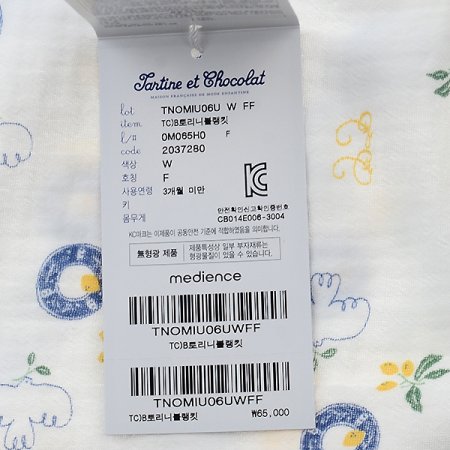 Tartine et Chocolat
MAISON FRANÇAISE DE MODE ENFANTINE
lot TNOMIU06U W FF
item TC)B토리니블랭킷
l/# 0M065H0 F
code 2037280
색상 W
호칭 F
사용연령 3개월 미만
키
몸무게
안전확인신고확인증번호
CB014E006-3004
KC마크는 이제품이 공통안전 기준에 적합하였음을 의미합니다.
無형광 제품
제품특성상 일부 부자재류는
형광물질이 있을 수 있습니다.
medience
TNOMIU06UWFF
TC)B토리니블랭킷
TNOMIU06UWFF
TC)B토리니블랭킷 ₩65,000